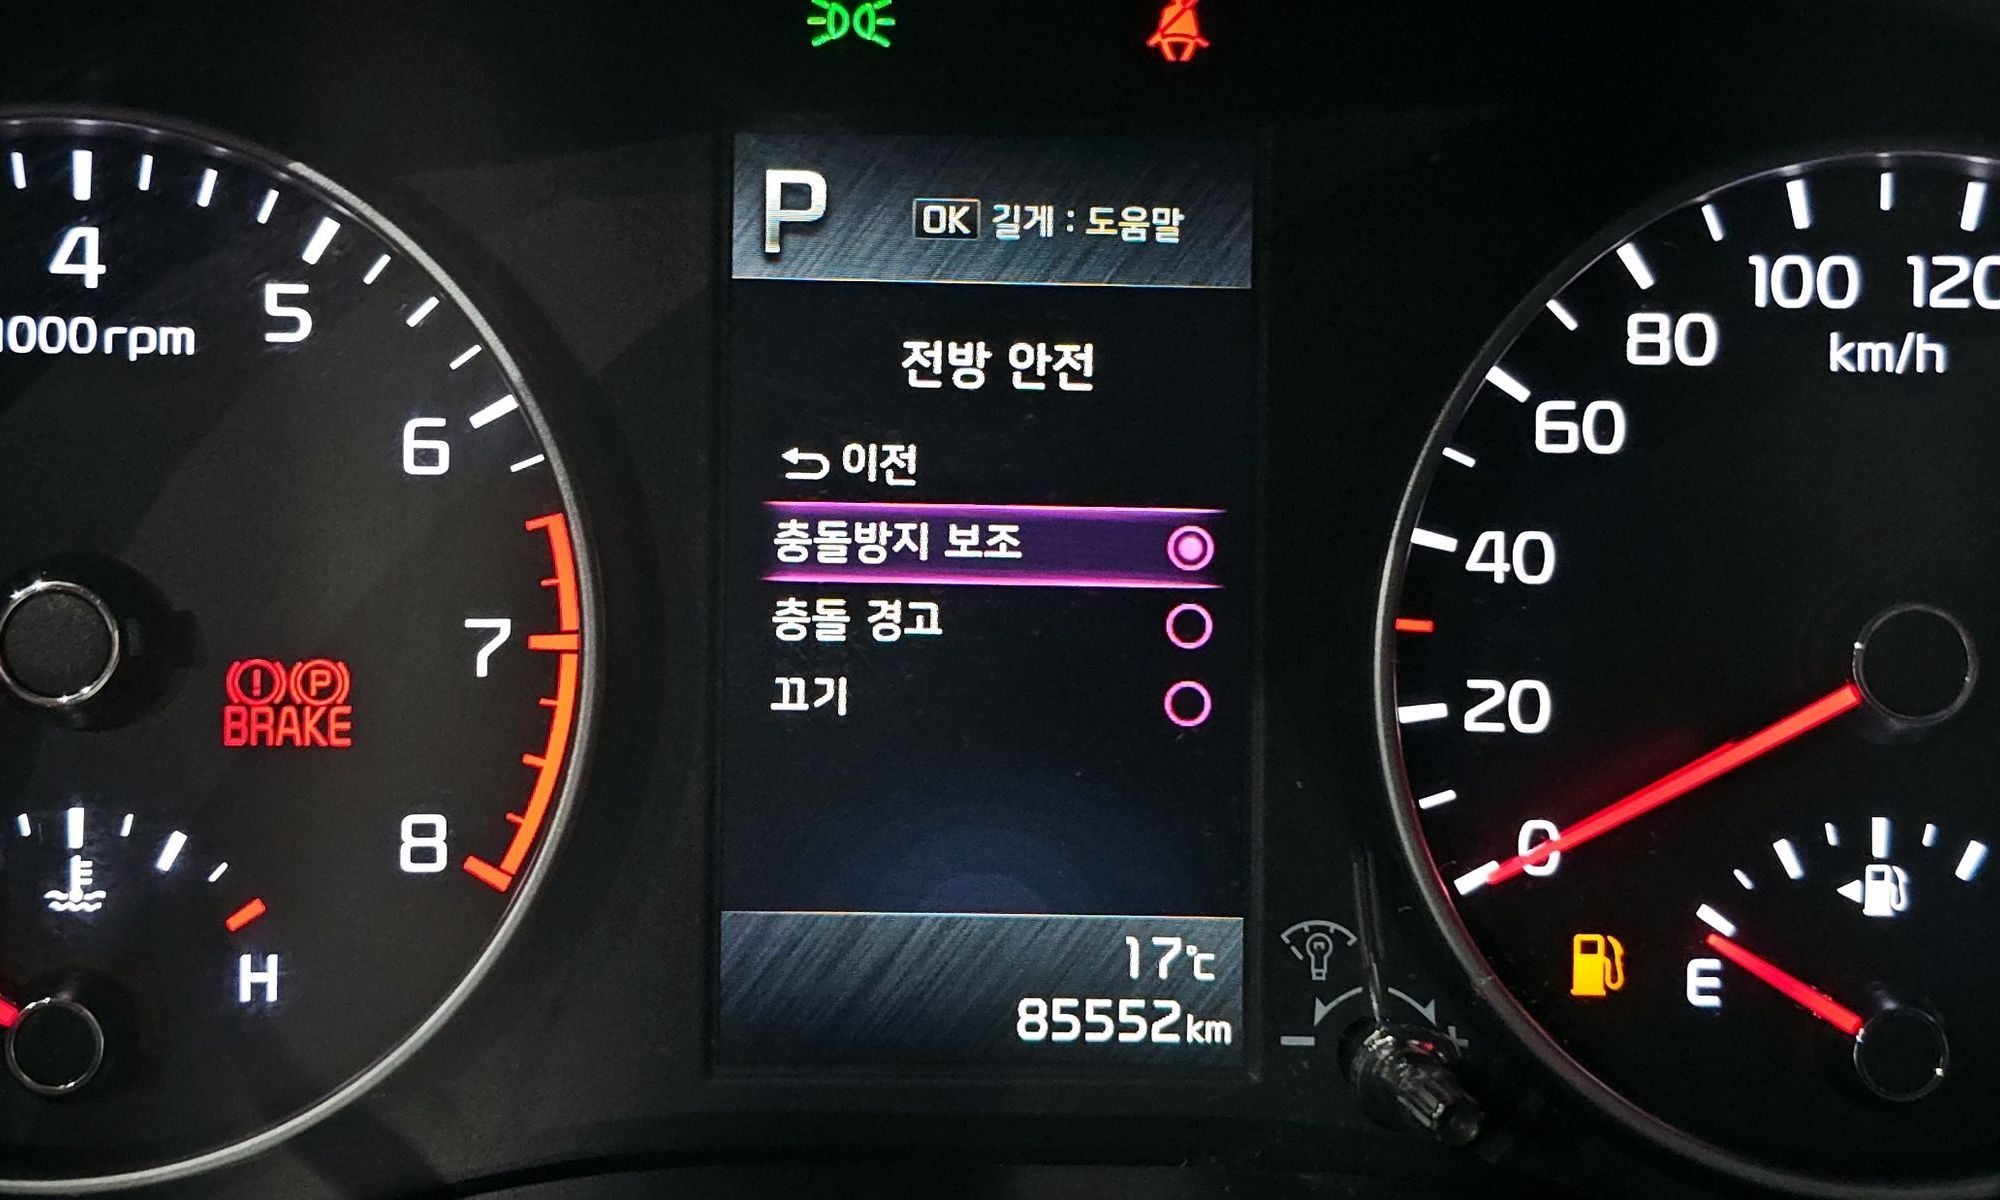 P OK 길게 : 도움말
전방 안전
이전
충돌방지 보조
충돌 경고
끄기
17℃
85552km
4
5
6
7
8
1000rpm
BRAKE
H
0
20
40
60
80
100
120
km/h
E